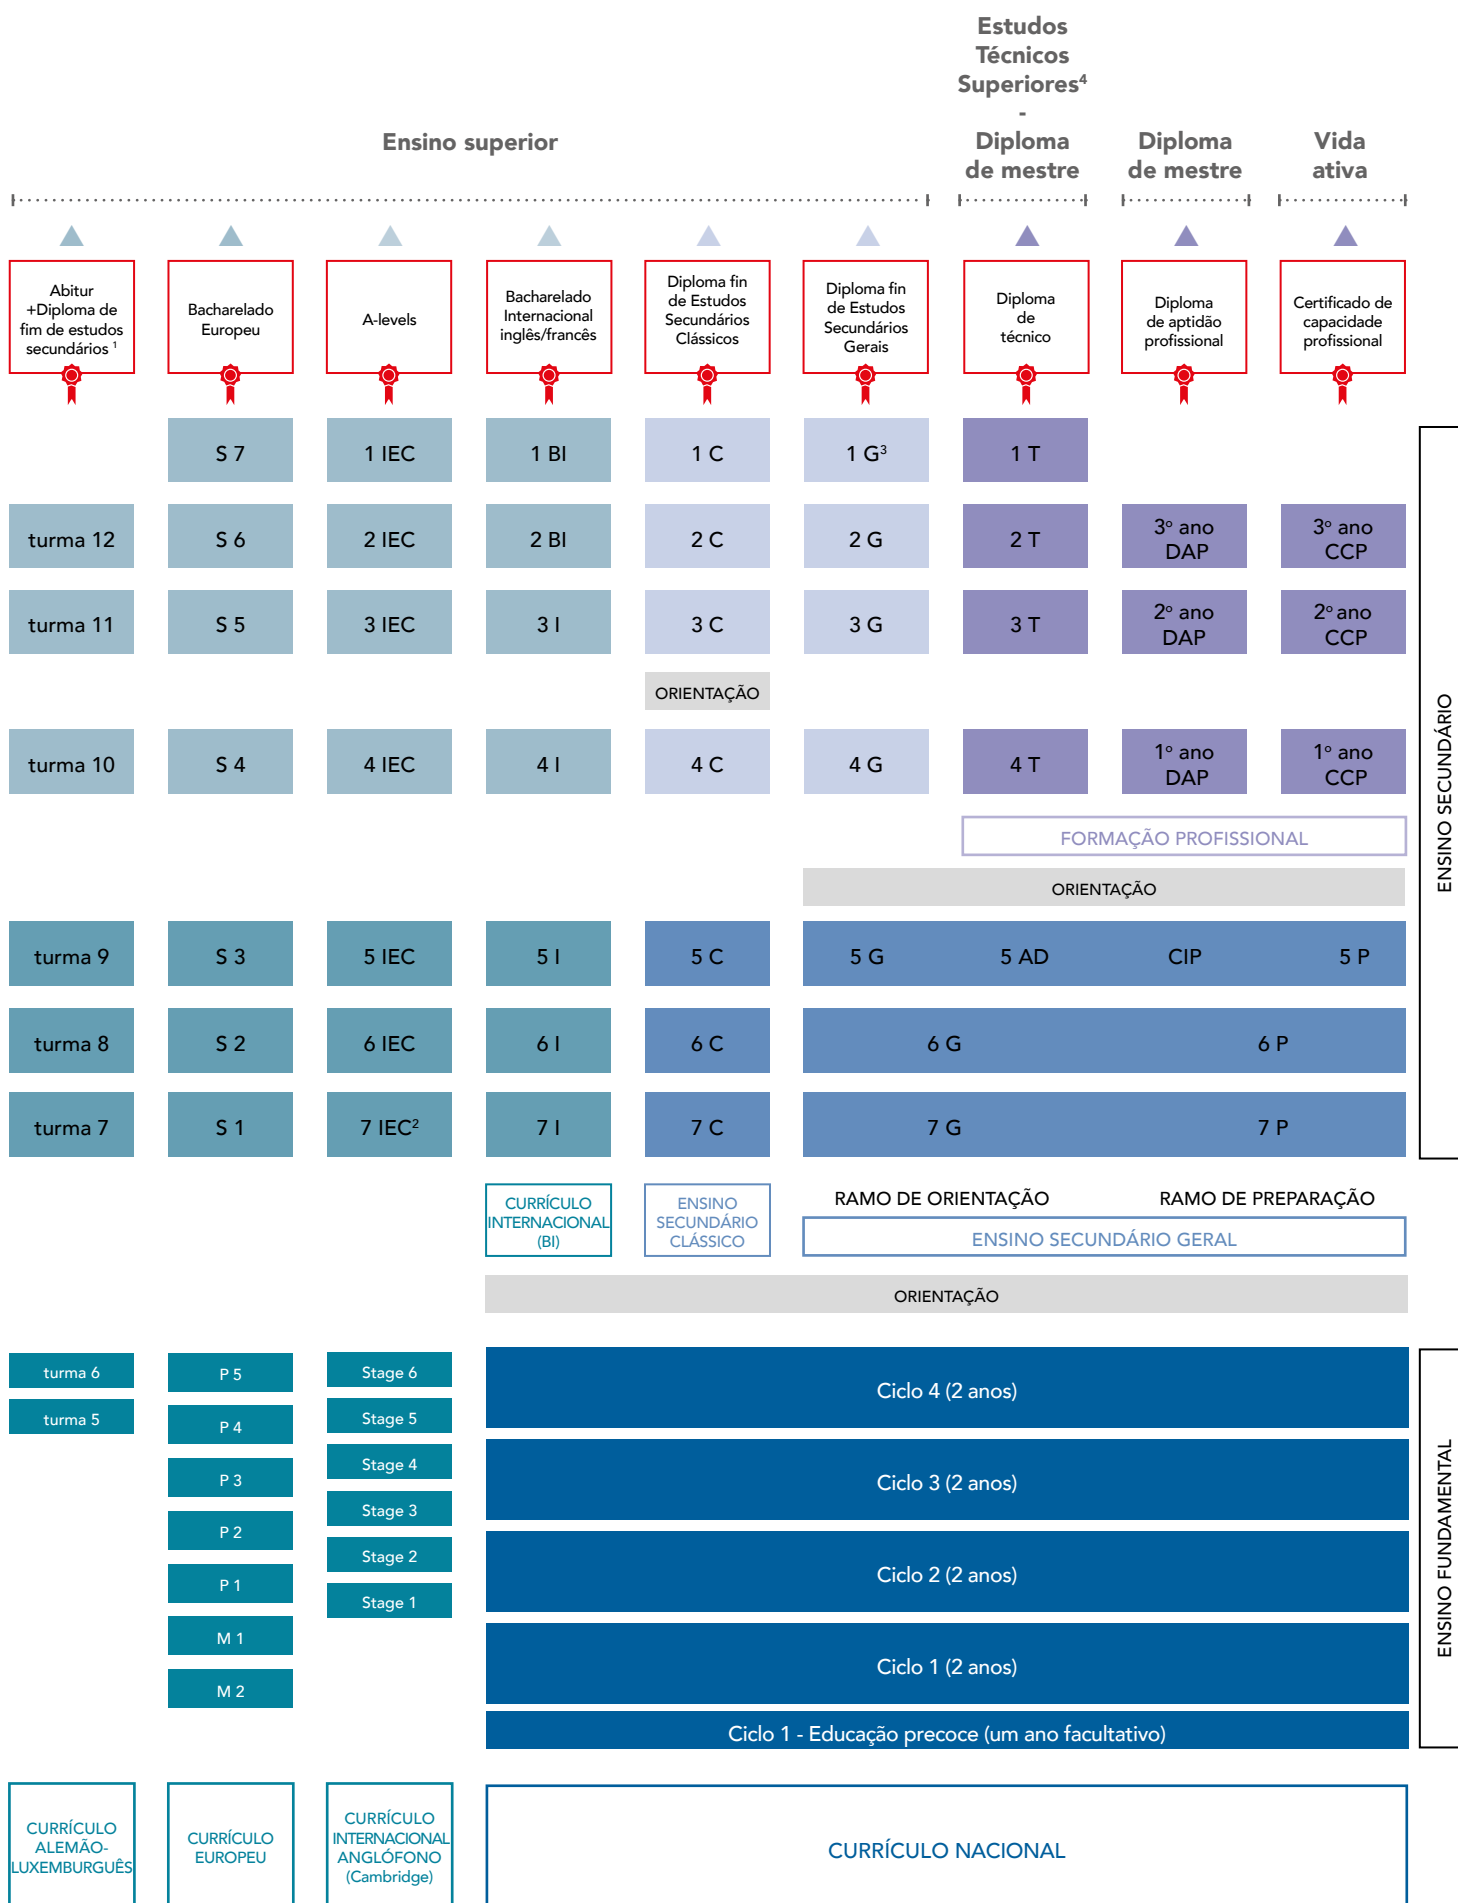 Estudos
Técnicos
Superiores⁴
-
Diploma
de mestre
Ensino superior
Diploma
de mestre
Vida
ativa
Abitur
+Diploma de
fim de estudos
secundários ¹
Bacharelado
Europeu
A-levels
Bacharelado
Internacional
inglês/francês
Diploma fin
de Estudos
Secundários
Clássicos
Diploma fin
de Estudos
Secundários
Gerais
Diploma
de
técnico
Diploma
de aptidão
profissional
Certificado de
capacidade
profissional
S 7
1 IEC
1 BI
1 C
1 G³
1 T
turma 12
S 6
2 IEC
2 BI
2 C
2 G
2 T
3º ano
DAP
3º ano
CCP
turma 11
S 5
3 IEC
3 I
3 C
3 G
3 T
2º ano
DAP
2º ano
CCP
ORIENTAÇÃO
turma 10
S 4
4 IEC
4 I
4 C
4 G
4 T
1º ano
DAP
1º ano
CCP
FORMAÇÃO PROFISSIONAL
ORIENTAÇÃO
turma 9
S 3
5 IEC
5 I
5 C
5 G
5 AD
CIP
5 P
turma 8
S 2
6 IEC
6 I
6 C
6 G
6 P
turma 7
S 1
7 IEC²
7 I
7 C
7 G
7 P
ENSINO SECUNDÁRIO
CURRÍCULO
INTERNACIONAL
(BI)
ENSINO
SECUNDÁRIO
CLÁSSICO
RAMO DE ORIENTAÇÃO
RAMO DE PREPARAÇÃO
ENSINO SECUNDÁRIO GERAL
ORIENTAÇÃO
turma 6
turma 5
P 5
P 4
P 3
P 2
P 1
M 1
M 2
Stage 6
Stage 5
Stage 4
Stage 3
Stage 2
Stage 1
Ciclo 4 (2 anos)
Ciclo 3 (2 anos)
Ciclo 2 (2 anos)
Ciclo 1 (2 anos)
Ciclo 1 - Educação precoce (um ano facultativo)
ENSINO FUNDAMENTAL
CURRÍCULO
ALEMÃO-
LUXEMBURGUÊS
CURRÍCULO
EUROPEU
CURRÍCULO
INTERNACIONAL
ANGLÓFONO
(Cambridge)
CURRÍCULO NACIONAL